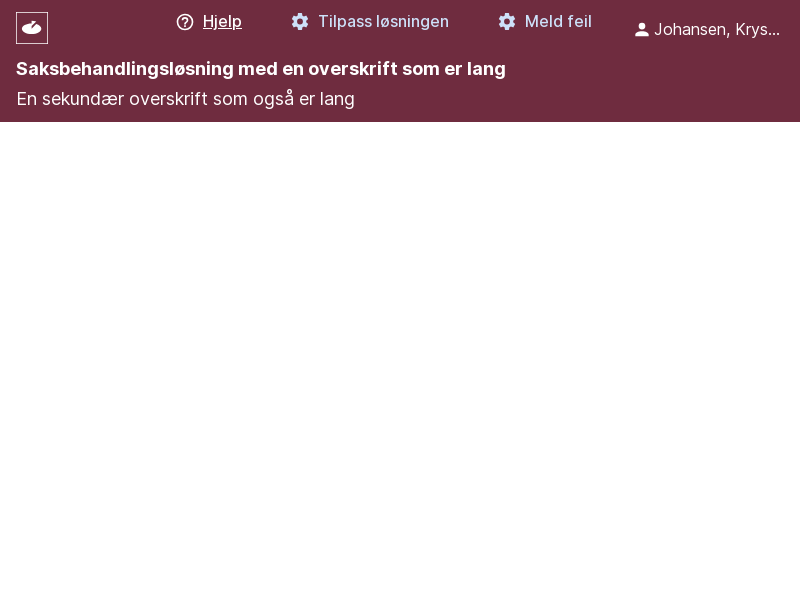 Hjelp
Tilpass løsningen
Meld feil
Johansen, Krys...
Saksbehandlingsløsning med en overskrift som er lang
En sekundær overskrift som også er lang